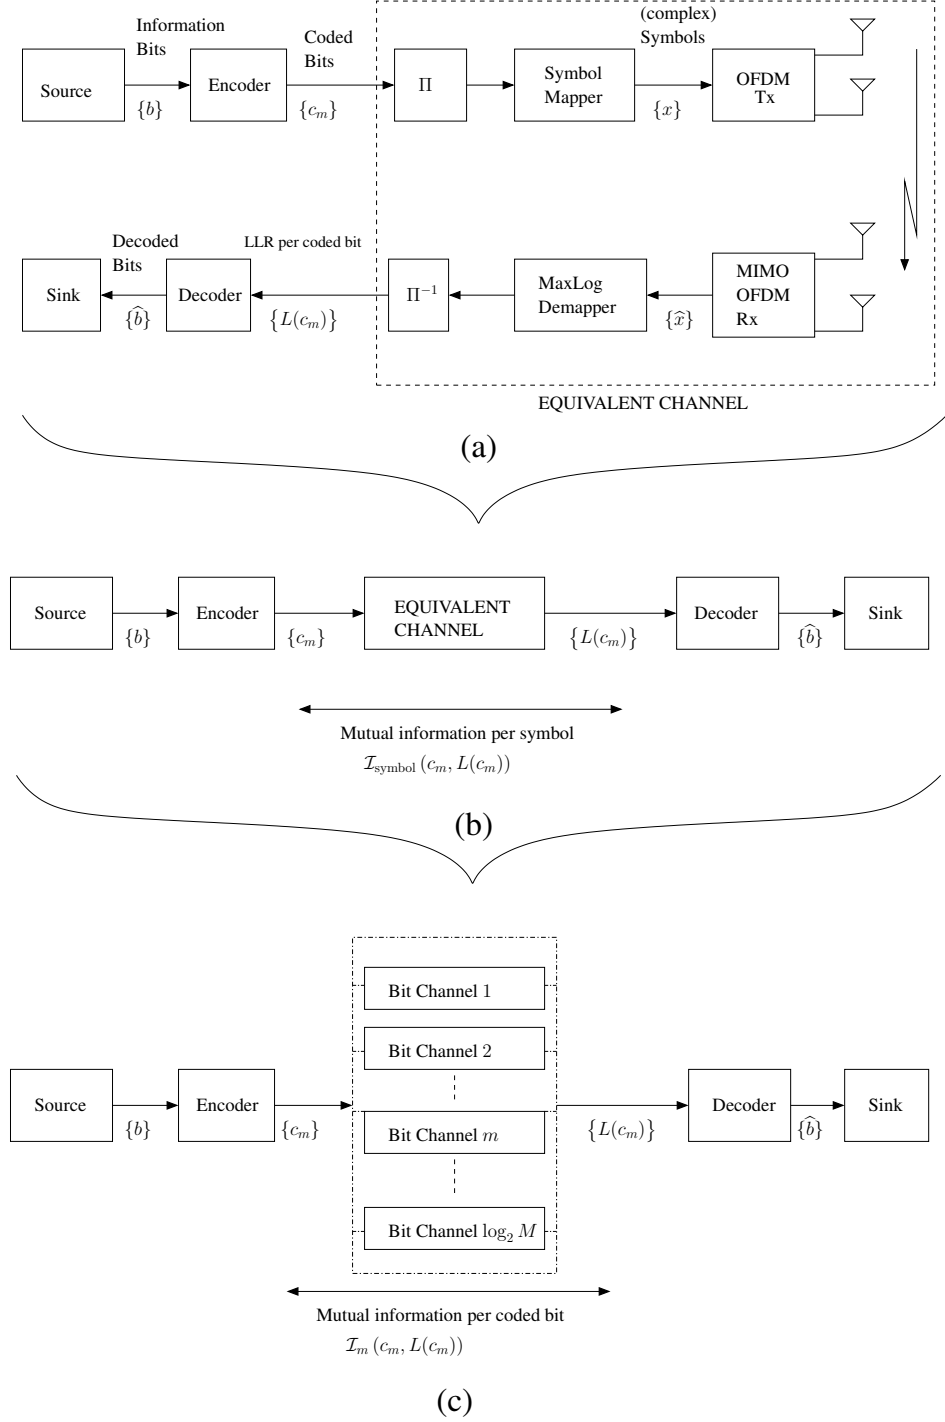 Information
Bits
Coded
Bits
(complex)
Symbols
Source
Encoder
Π
Symbol
Mapper
OFDM
Tx
{b}
{c_m}
{x}
Decoded
Bits
LLR per coded bit
Sink
Decoder
Π⁻¹
MaxLog
Demapper
MIMO
OFDM
Rx
{b̂}
{L(c_m)}
{x̂}
EQUIVALENT CHANNEL
(a)
Source
Encoder
EQUIVALENT
CHANNEL
Decoder
Sink
{b}
{c_m}
{L(c_m)}
{b̂}
Mutual information per symbol
ℐ_symbol (c_m, L(c_m))
(b)
Bit Channel 1
Bit Channel 2
Source
Encoder
Bit Channel m
Decoder
Sink
{b}
{c_m}
{L(c_m)}
{b̂}
Bit Channel log₂ M
Mutual information per coded bit
ℐ_m (c_m, L(c_m))
(c)